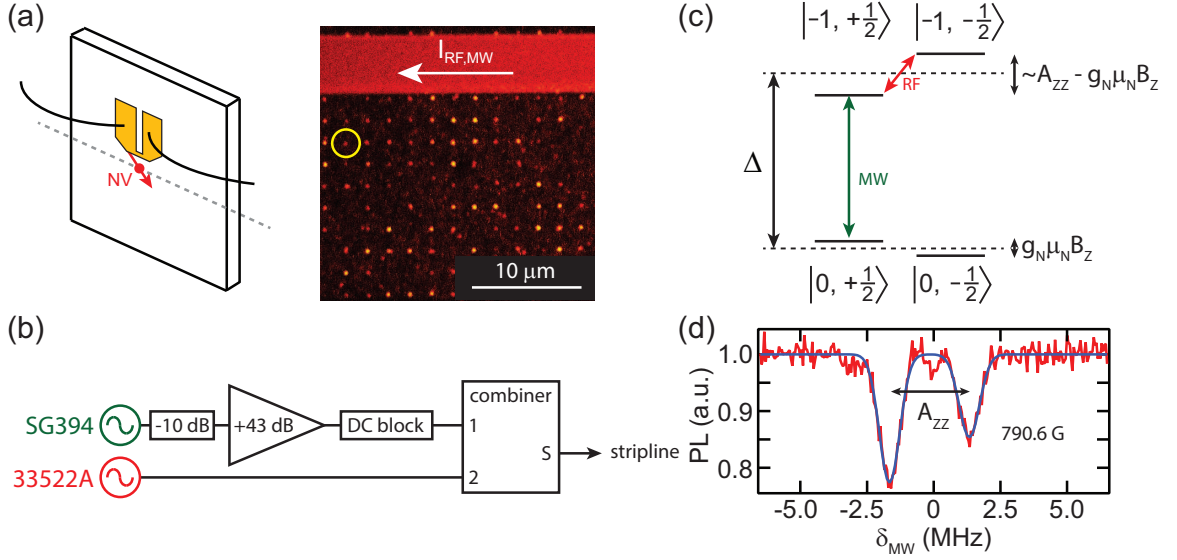 (a)
NV
I_RF,MW
10 μm
(b)
SG394
-10 dB
+43 dB
DC block
combiner
1
S
stripline
33522A
2
(c)
|-1, +1/2⟩ |-1, -1/2⟩
RF
~A_ZZ - g_Nμ_NB_Z
Δ
MW
g_Nμ_NB_Z
|0, +1/2⟩ |0, -1/2⟩
(d)
PL (a.u.)
1.0
0.9
0.8
A_ZZ
790.6 G
-5.0 -2.5 0 2.5 5.0
δ_MW (MHz)